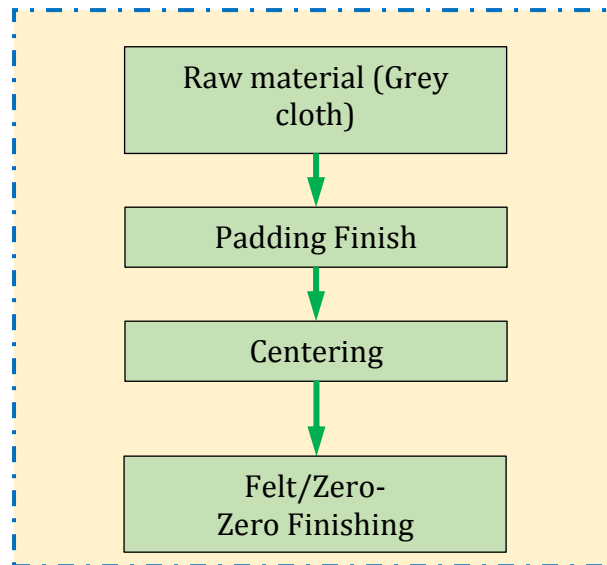 Raw material (Grey
cloth)
Padding Finish
Centering
Felt/Zero-
Zero Finishing